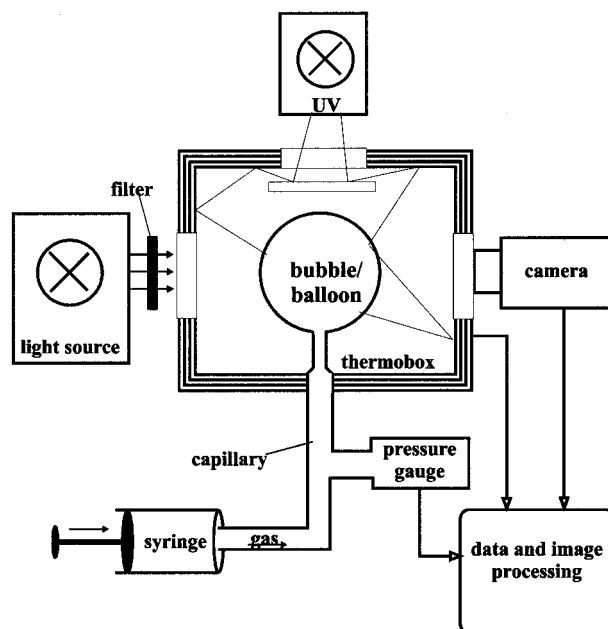 UV
filter
bubble/
balloon
camera
light source
thermobox
capillary
pressure
gauge
syringe
gas
data and image
processing